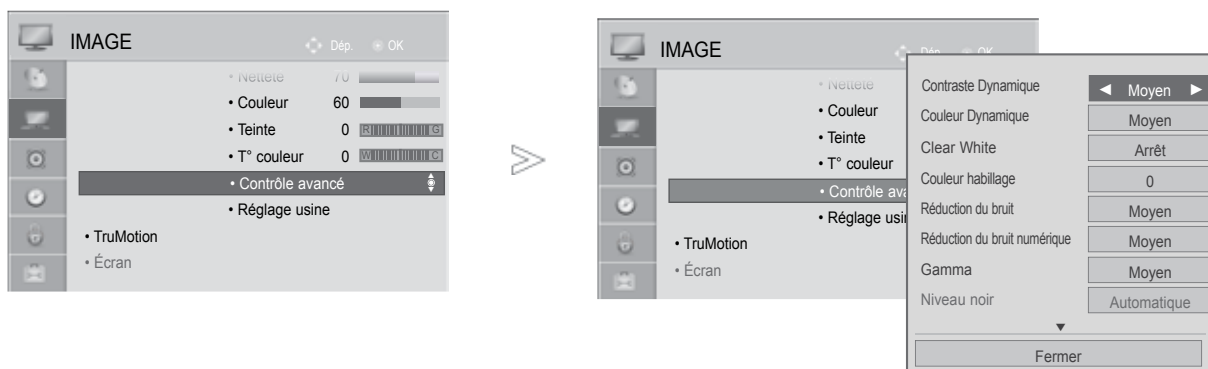 IMAGE
Dép. OK
• Netteté 70
• Couleur 60
• Teinte 0 R G
• T° couleur 0 W G
• Contrôle avancé
• Réglage usine
• TruMotion
• Écran
IMAGE
Dép. OK
• Netteté
• Couleur
• Teinte
• T° couleur
• Contrôle ava
• Réglage usi
• TruMotion
• Écran
Contraste Dynamique ◄ Moyen ►
Couleur Dynamique Moyen
Clear White Arrêt
Couleur habillage 0
Réduction du bruit Moyen
Réduction du bruit numérique Moyen
Gamma Moyen
Niveau noir Automatique
▼
Fermer